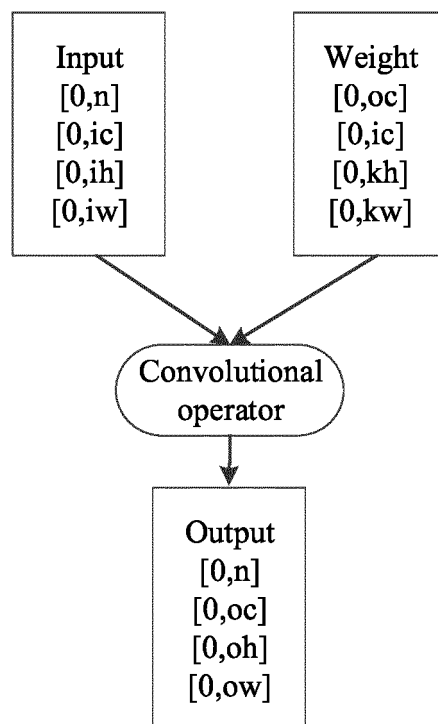 Input
[0,n]
[0,ic]
[0,ih]
[0,iw]
Weight
[0,oc]
[0,ic]
[0,kh]
[0,kw]
Convolutional
operator
Output
[0,n]
[0,oc]
[0,oh]
[0,ow]